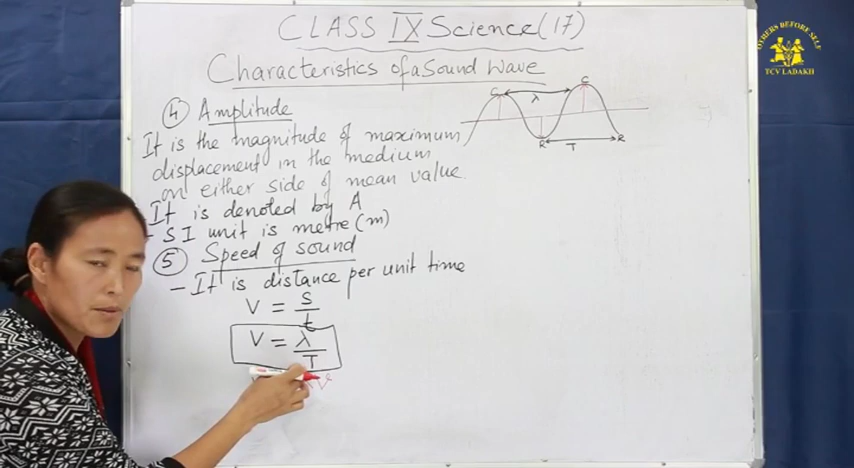 CLASS IX Science (17)
Characteristics of a Sound Wave
④ Amplitude
It is the magnitude of maximum
displacement in the medium
on either side of mean value.
It is denoted by A
- SI unit is metre (m)
⑤ Speed of sound
- It is distance per unit time
V = s/t
V = λ/T
C C
λ
R T R
OTHERS BEFORE SELF
TCV LADAKH